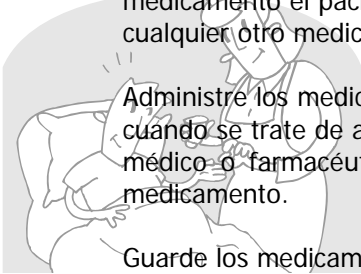 medicamento el pac
cualquier otro medic
Administre los medic
cuando se trate de a
médico o farmacéut
medicamento.
Guarde los medicam